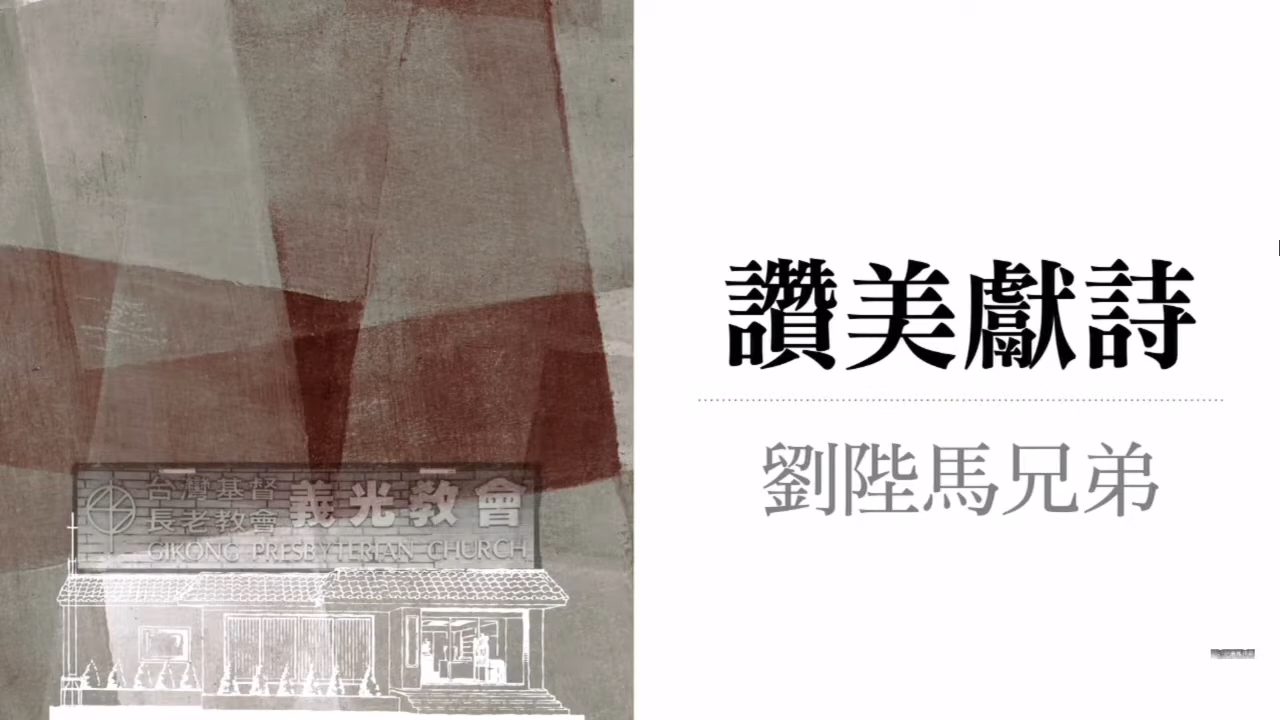 台灣基督
長老教會
義光教會
GIKONG PRESBYTERIAN CHURCH
讚美獻詩
劉陛馬兄弟